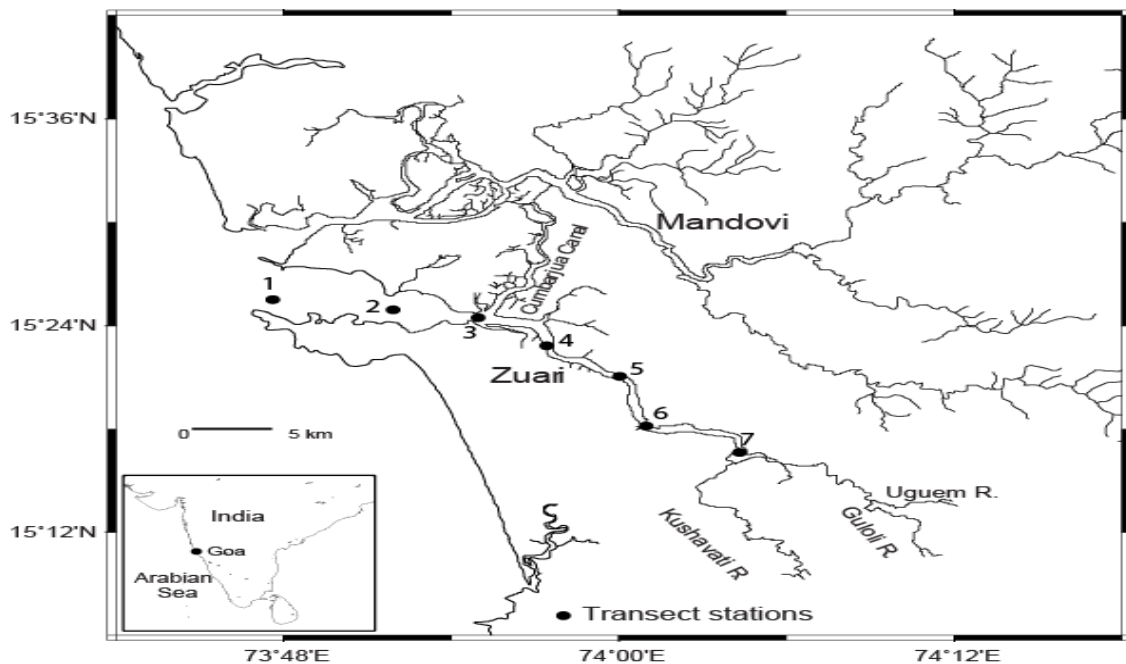 15°36'N
Mandovi
Cumbarjua Canal
1
2
15°24'N
3
4
Zuari
5
6
0 5 km
7
Uguem R.
India
Guloli R
Kushavati R
15°12'N
Goa
Arabian
Sea
Transect stations
73°48'E
74°00'E
74°12'E